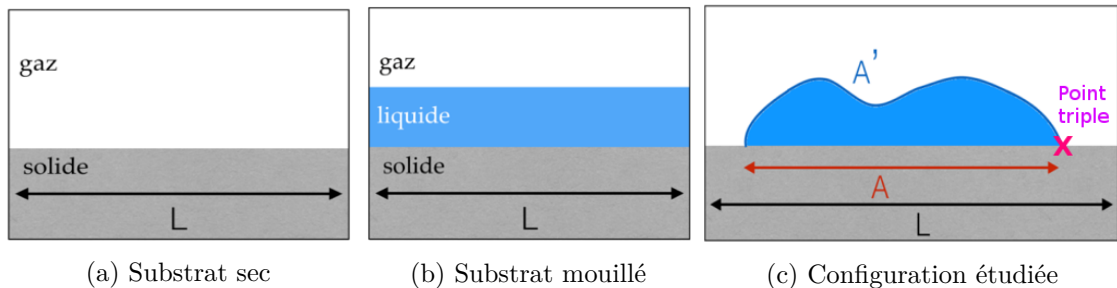 gaz
solide
L
(a) Substrat sec
gaz
liquide
solide
L
(b) Substrat mouillé
A'
Point
triple
X
A
L
(c) Configuration étudiée